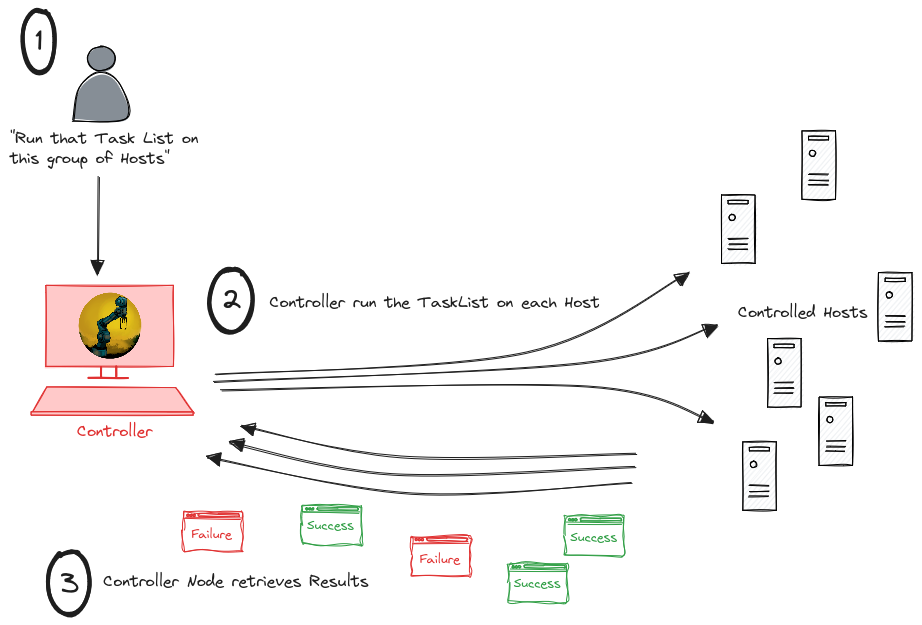 1
"Run that Task List on
this group of Hosts"
2
Controller run the TaskList on each Host
Controlled Hosts
Controller
Failure
Success
Failure
Success
Success
3
Controller Node retrieves Results